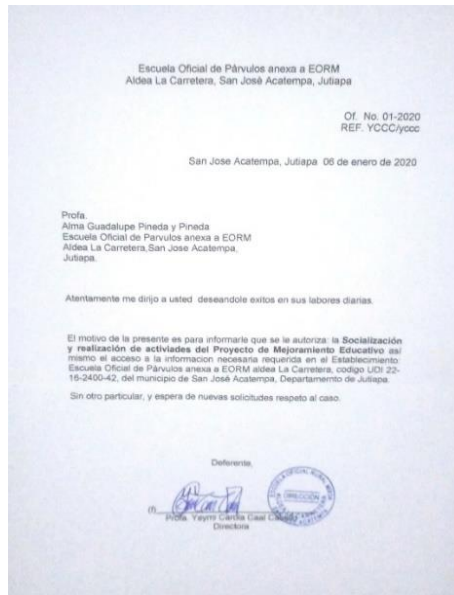 Escuela Oficial de Párvulos anexa a EORM
Aldea La Carretera, San José Acatempa, Jutiapa
Of. No. 01-2020
REF. YCCC/yccc
San Jose Acatempa, Jutiapa 06 de enero de 2020
Profa.
Alma Guadalupe Pineda y Pineda
Escuela Oficial de Parvulos anexa a EORM
Aldea La Carretera,San Jose Acatempa,
Jutiapa.
Atentamente me dirijo a usted deseandole exitos en sus labores diarias.
El motivo de la presente es para informarle que se le autoriza: la Socialización
y realización de actividades del Proyecto de Mejoramiento Educativo asi
mismo el acceso a la informacion necesaria requerida en el Establecimiento:
Escuela Oficial de Párvulos anexa a EORM aldea La Carretera, codigo UDI 22-
16-2400-42, del municipio de San José Acatempa, Departamernto de Jutiapa.
Sin otro particular, y espera de nuevas solicitudes respeto al caso.
Deferente,
(f)
Profa. Caal
Directora
ESCUELA OFICIAL RURAL MIXTA
DIRECCIÓN